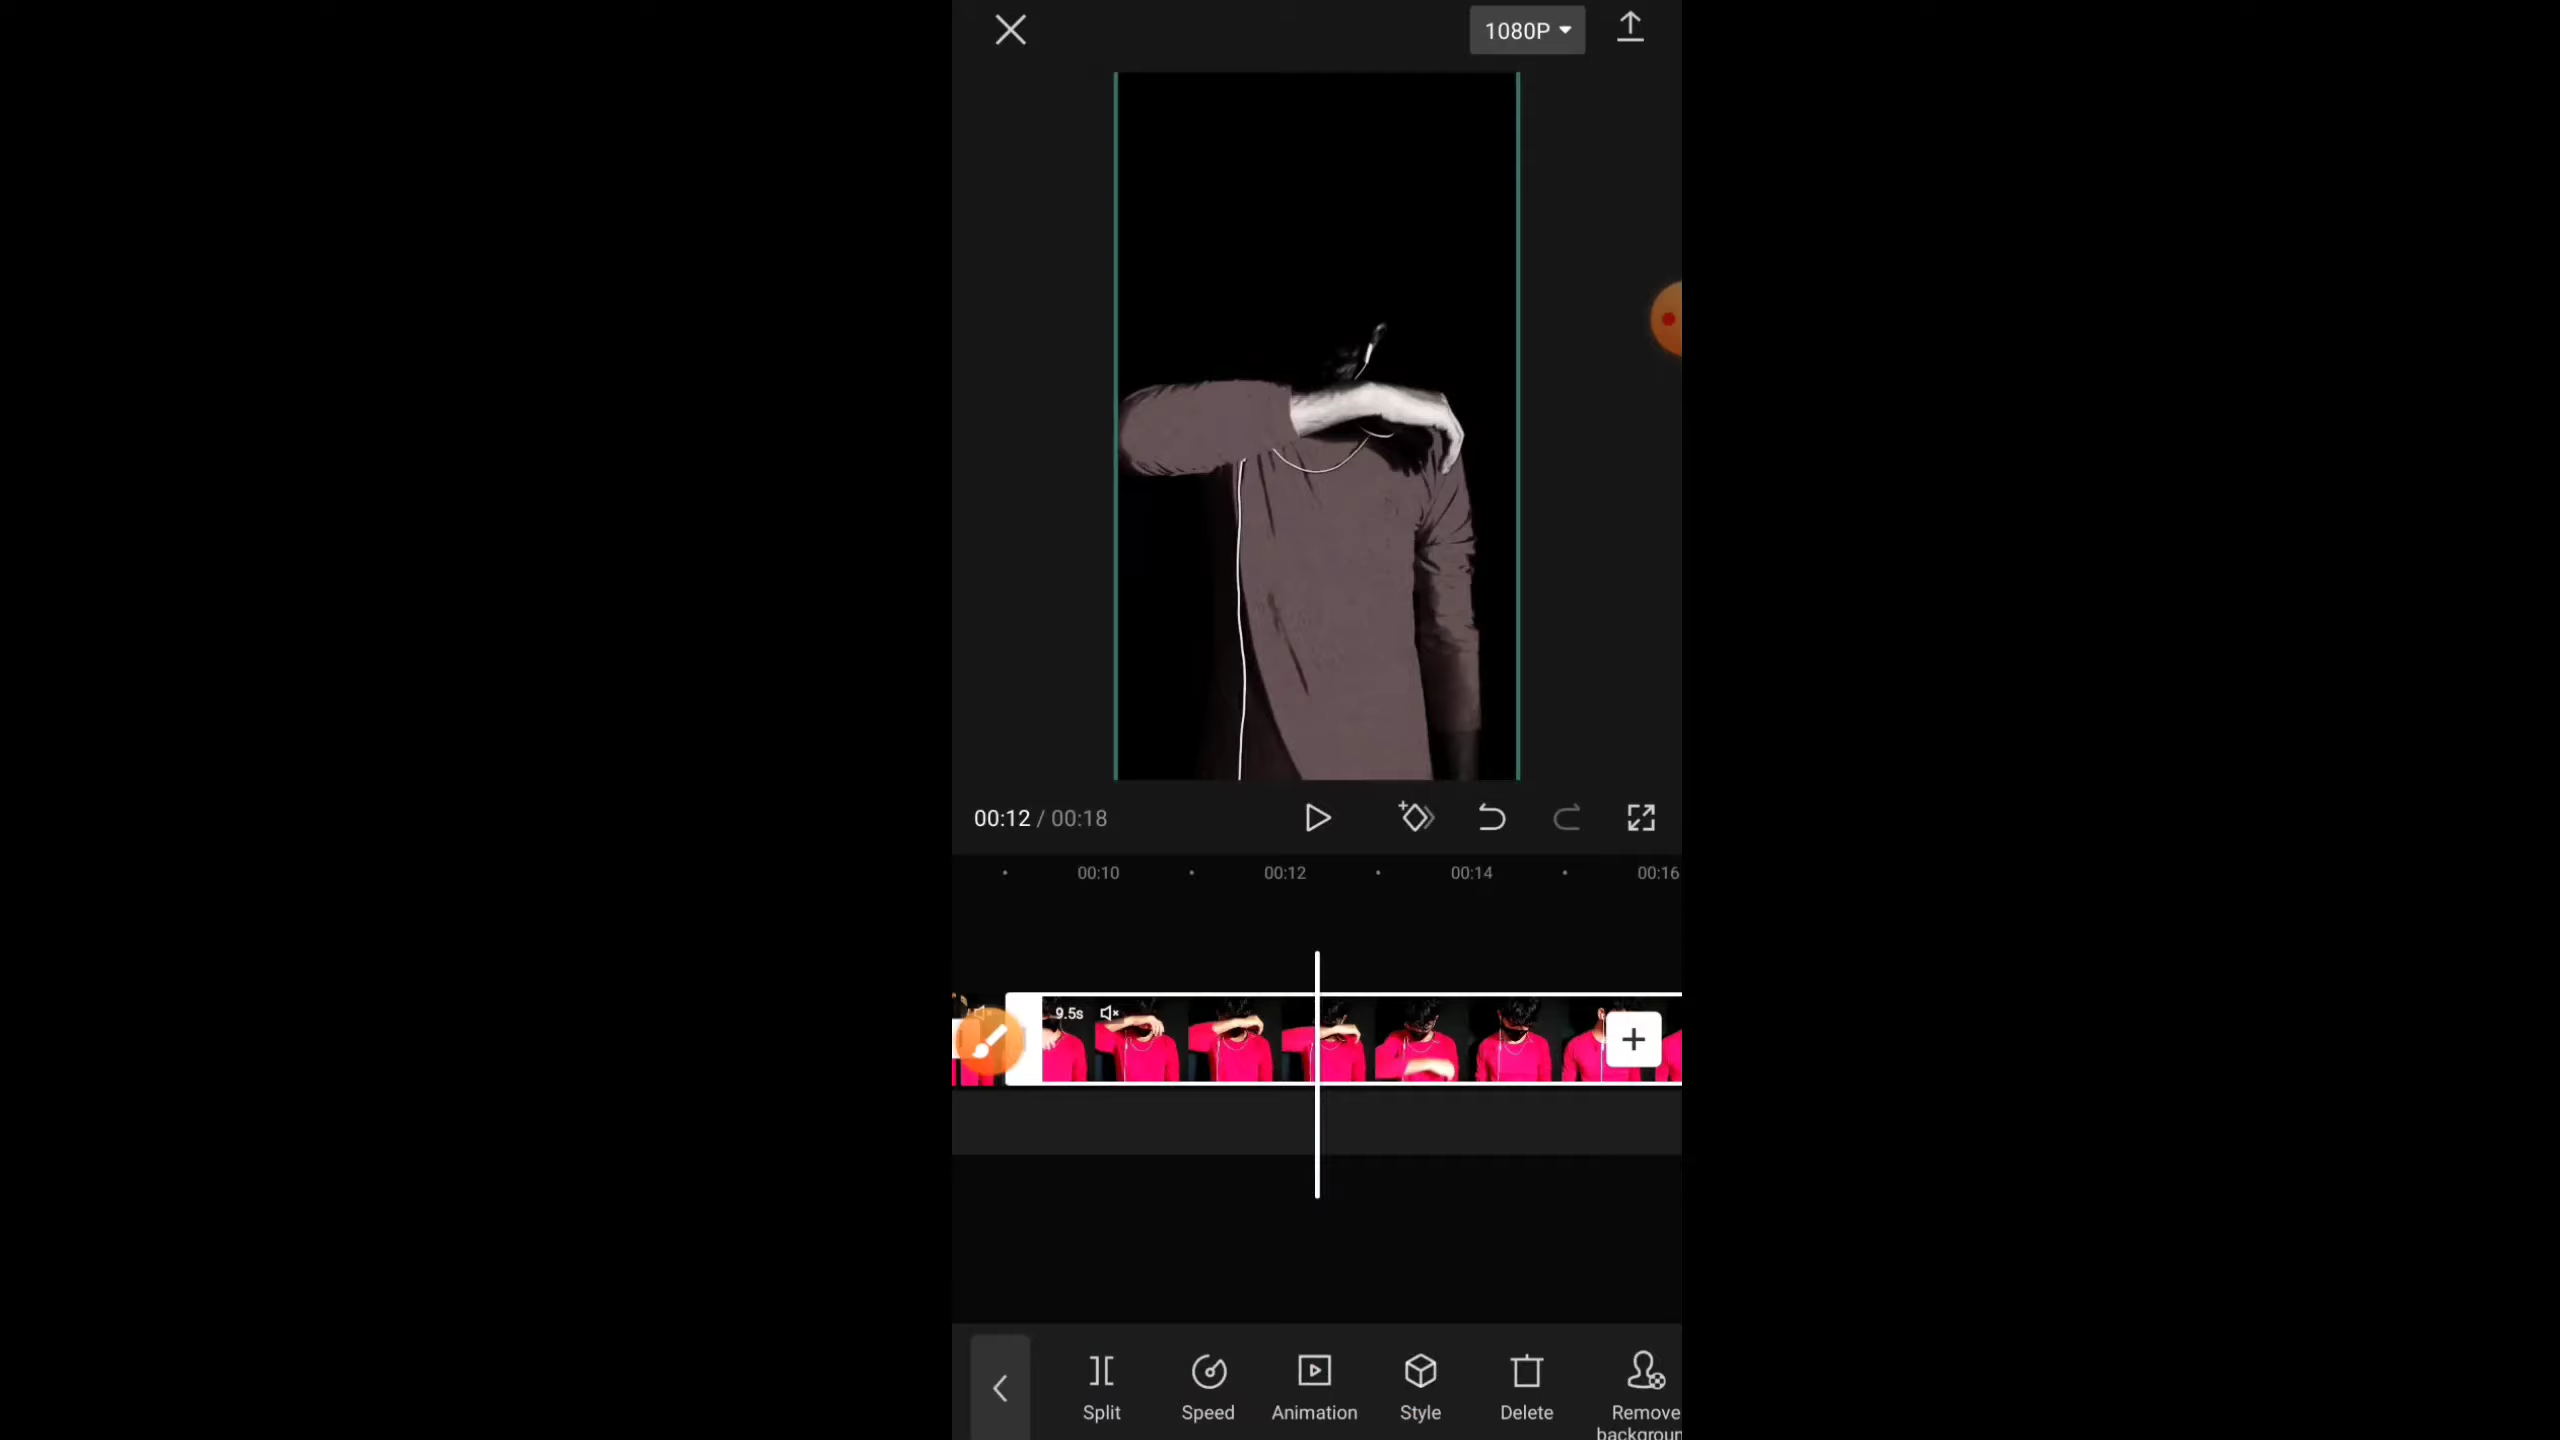 1080P
00:12 / 00:18
00:10 00:12 00:14 00:16
9.5s
Split Speed Animation Style Delete Remove
backgroun